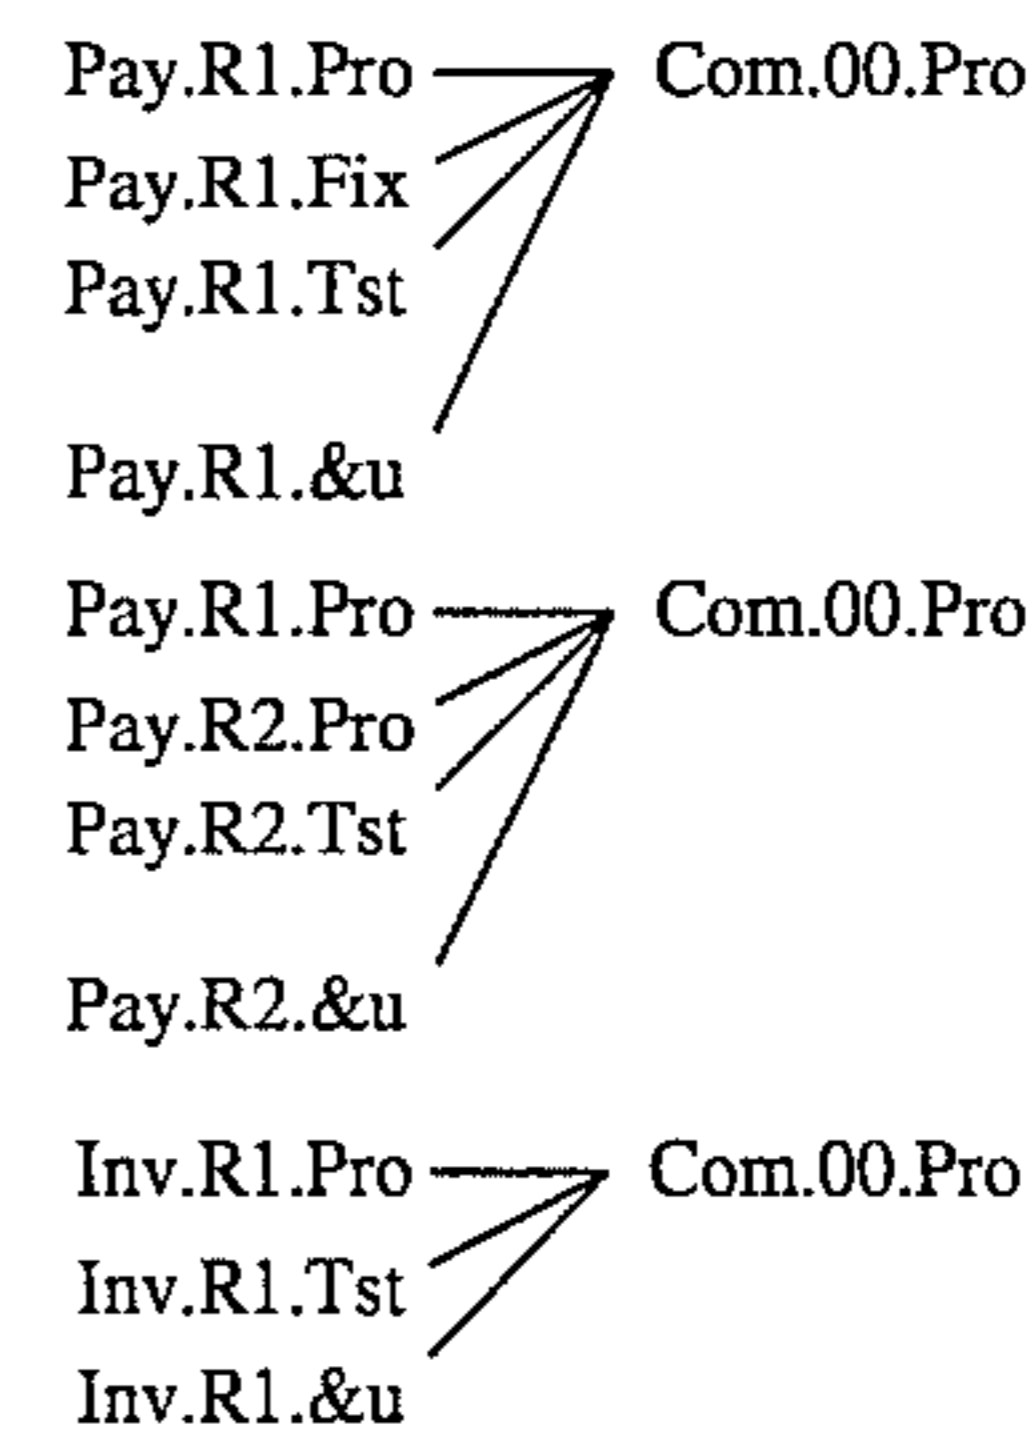 Pay.R1.Pro Com.00.Pro
Pay.R1.Fix
Pay.R1.Tst
Pay.R1.&u
Pay.R1.Pro Com.00.Pro
Pay.R2.Pro
Pay.R2.Tst
Pay.R2.&u
Inv.R1.Pro Com.00.Pro
Inv.R1.Tst
Inv.R1.&u